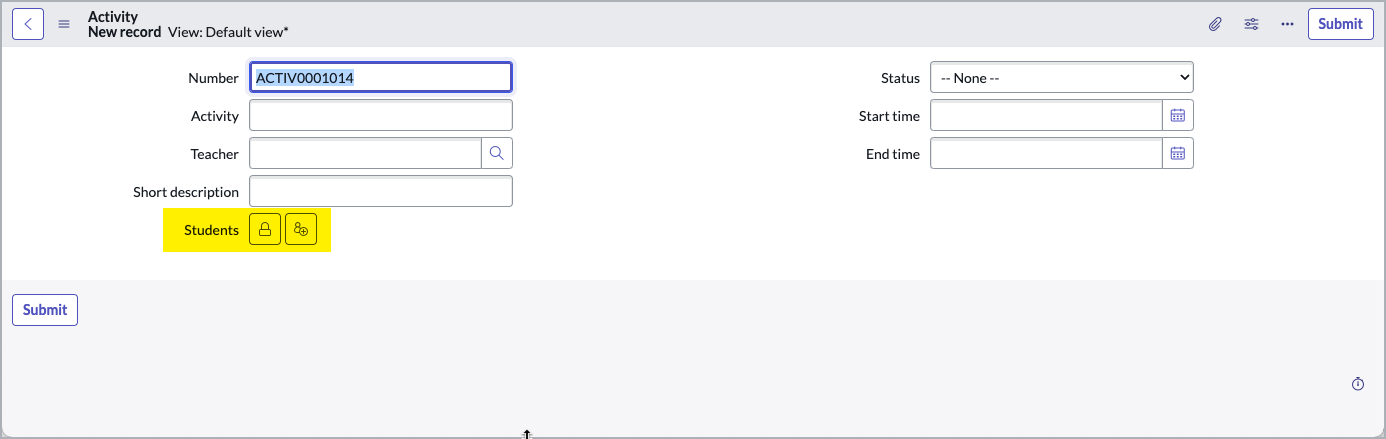 Activity
New record View: Default view*
Submit
Number ACTIV0001014
Status -- None --
Activity
Start time
Teacher
End time
Short description
Students
Submit